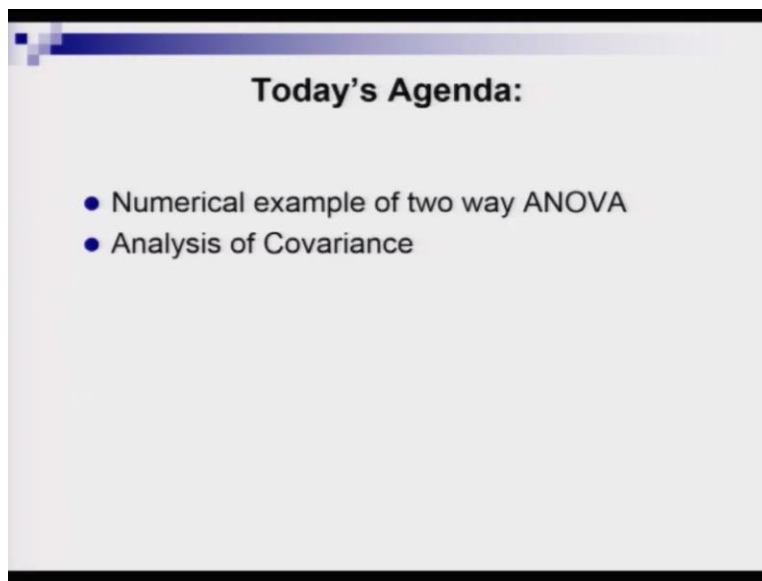 Today's Agenda:
Numerical example of two way ANOVA
Analysis of Covariance